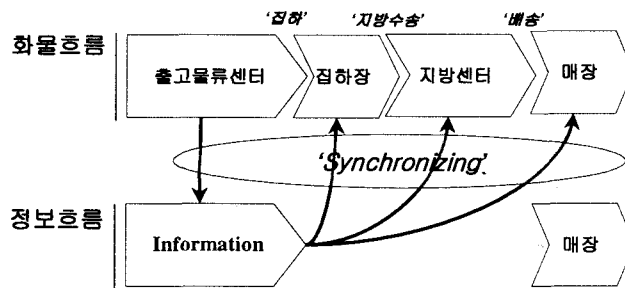 '집하' '지방수송' '배송'
화물흐름
출고물류센터 집하장 지방센터 매장
'Synchronizing'
정보흐름
Information 매장